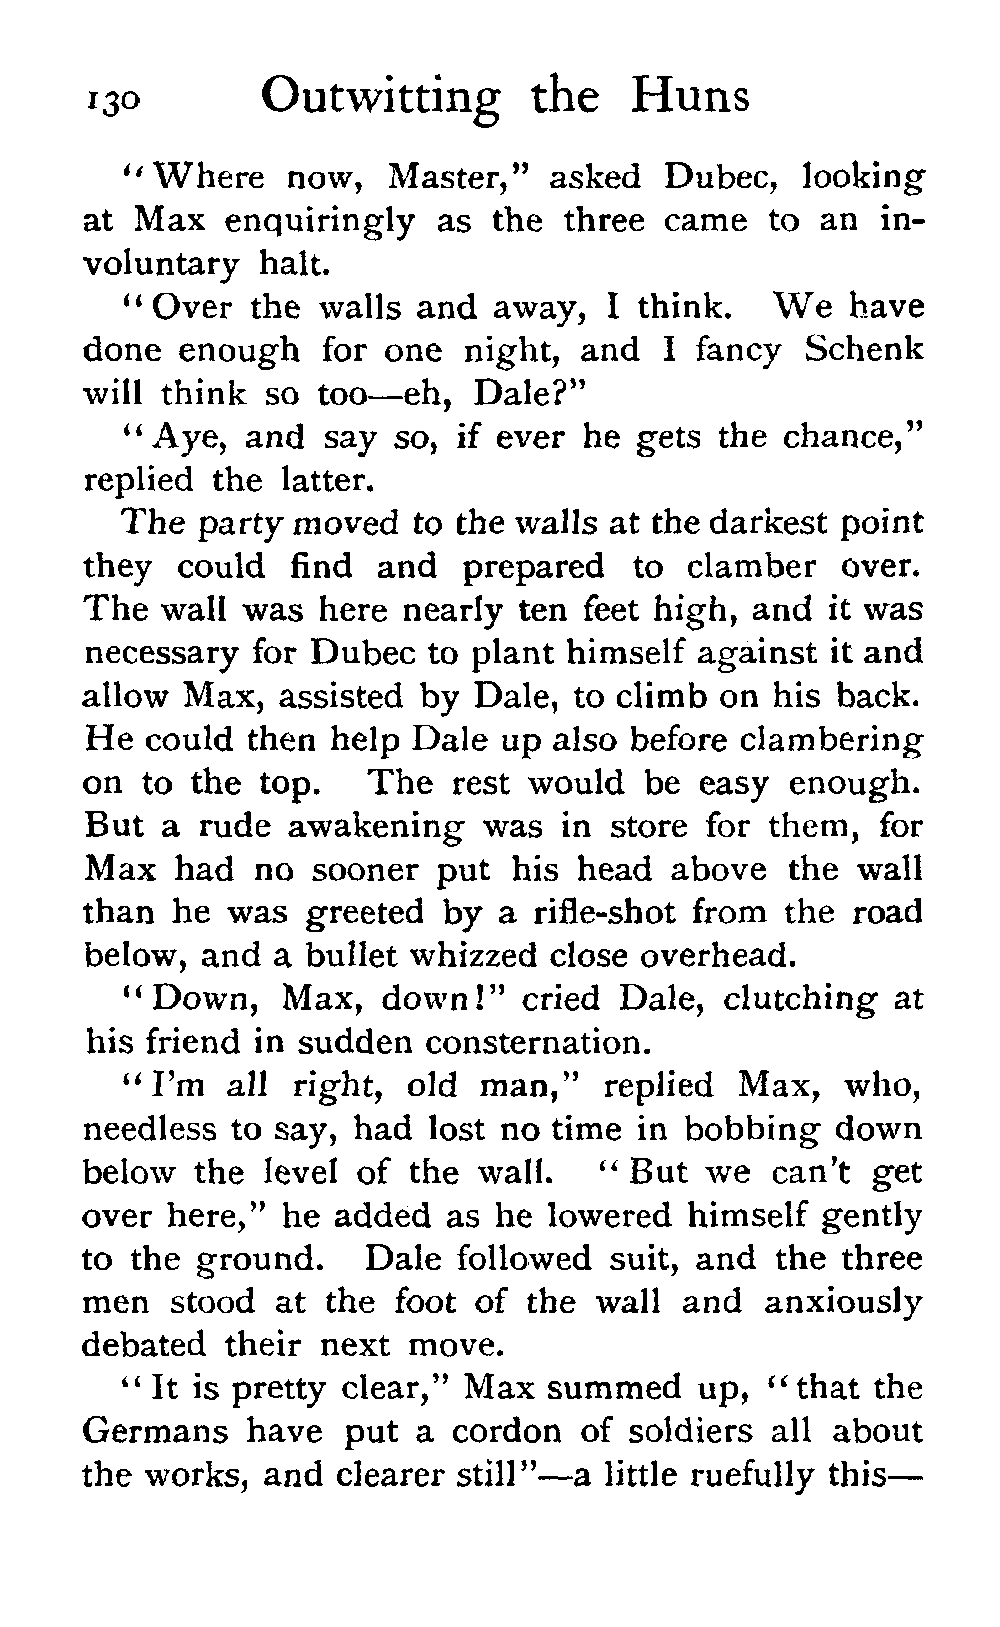 130 Outwitting the Huns
"Where now, Master," asked Dubec, looking
at Max enquiringly as the three came to an in-
voluntary halt.
"Over the walls and away, I think. We have
done enough for one night, and I fancy Schenk
will think so too—eh, Dale?"
"Aye, and say so, if ever he gets the chance,"
replied the latter.
The party moved to the walls at the darkest point
they could find and prepared to clamber over.
The wall was here nearly ten feet high, and it was
necessary for Dubec to plant himself against it and
allow Max, assisted by Dale, to climb on his back.
He could then help Dale up also before clambering
on to the top. The rest would be easy enough.
But a rude awakening was in store for them, for
Max had no sooner put his head above the wall
than he was greeted by a rifle-shot from the road
below, and a bullet whizzed close overhead.
"Down, Max, down!" cried Dale, clutching at
his friend in sudden consternation.
"I'm all right, old man," replied Max, who,
needless to say, had lost no time in bobbing down
below the level of the wall. "But we can't get
over here," he added as he lowered himself gently
to the ground. Dale followed suit, and the three
men stood at the foot of the wall and anxiously
debated their next move.
"It is pretty clear," Max summed up, "that the
Germans have put a cordon of soldiers all about
the works, and clearer still"—a little ruefully this—